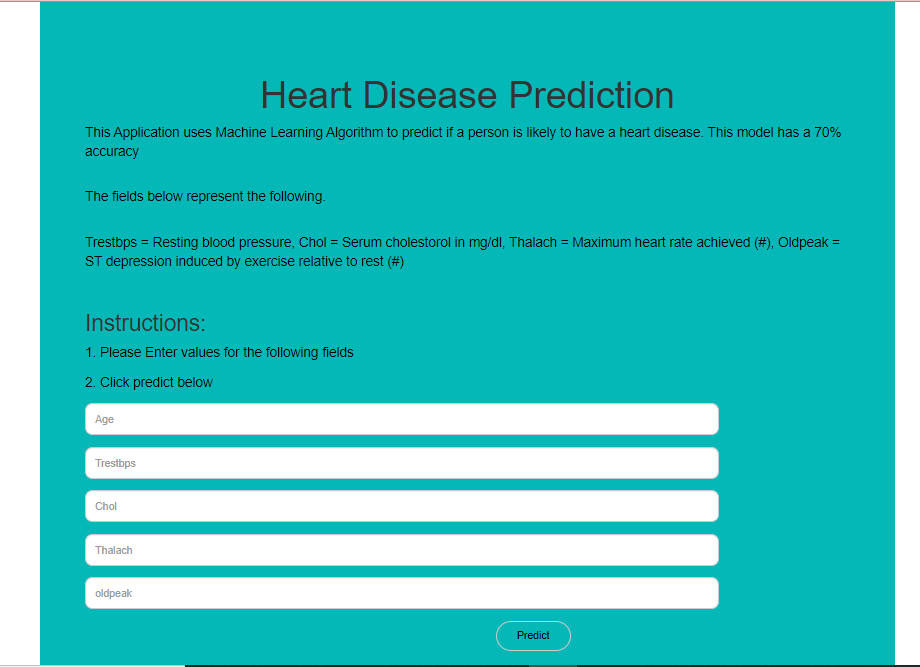 Heart Disease Prediction
This Application uses Machine Learning Algorithm to predict if a person is likely to have a heart disease. This model has a 70%
accuracy
The fields below represent the following.
Trestbps = Resting blood pressure, Chol = Serum cholestorol in mg/dl, Thalach = Maximum heart rate achieved (#), Oldpeak =
ST depression induced by exercise relative to rest (#)
Instructions:
1. Please Enter values for the following fields
2. Click predict below
Age
Trestbps
Chol
Thalach
oldpeak
Predict